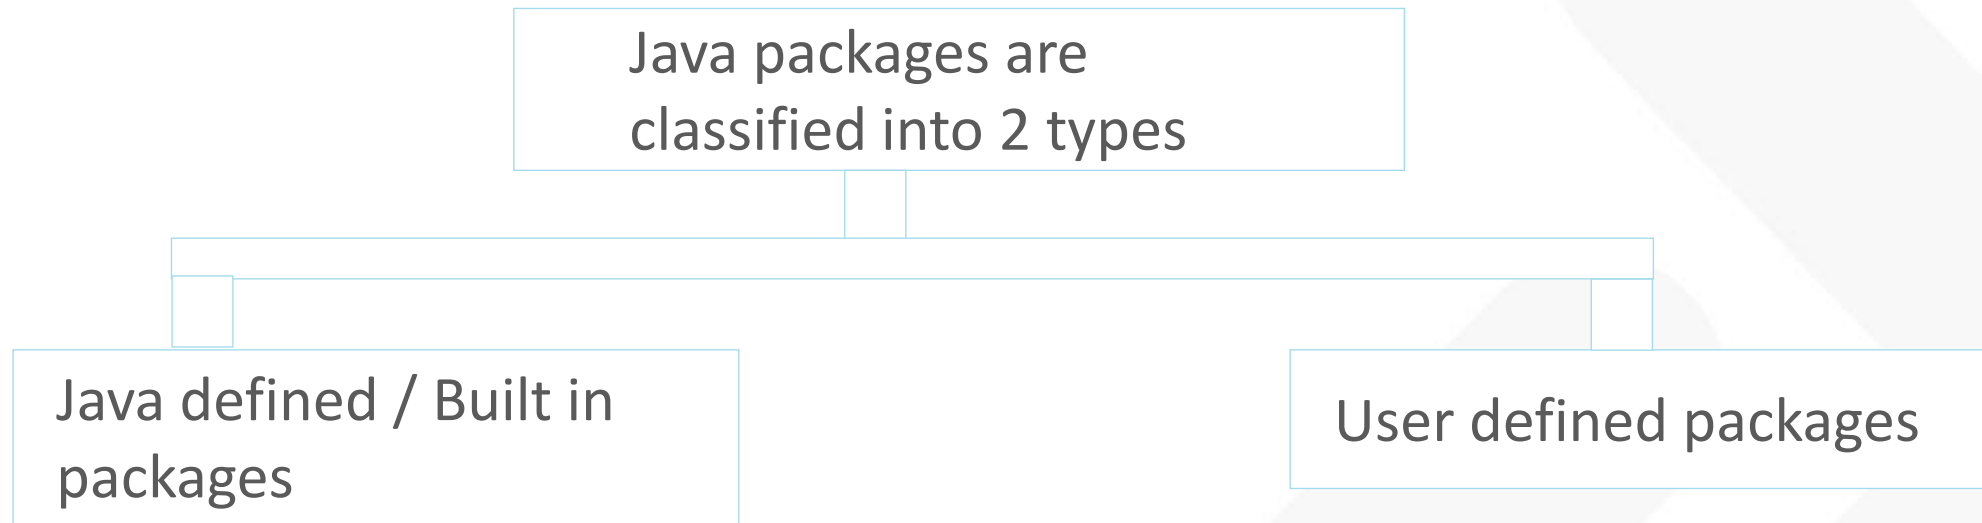 Java packages are
classified into 2 types
Java defined / Built in
packages
User defined packages